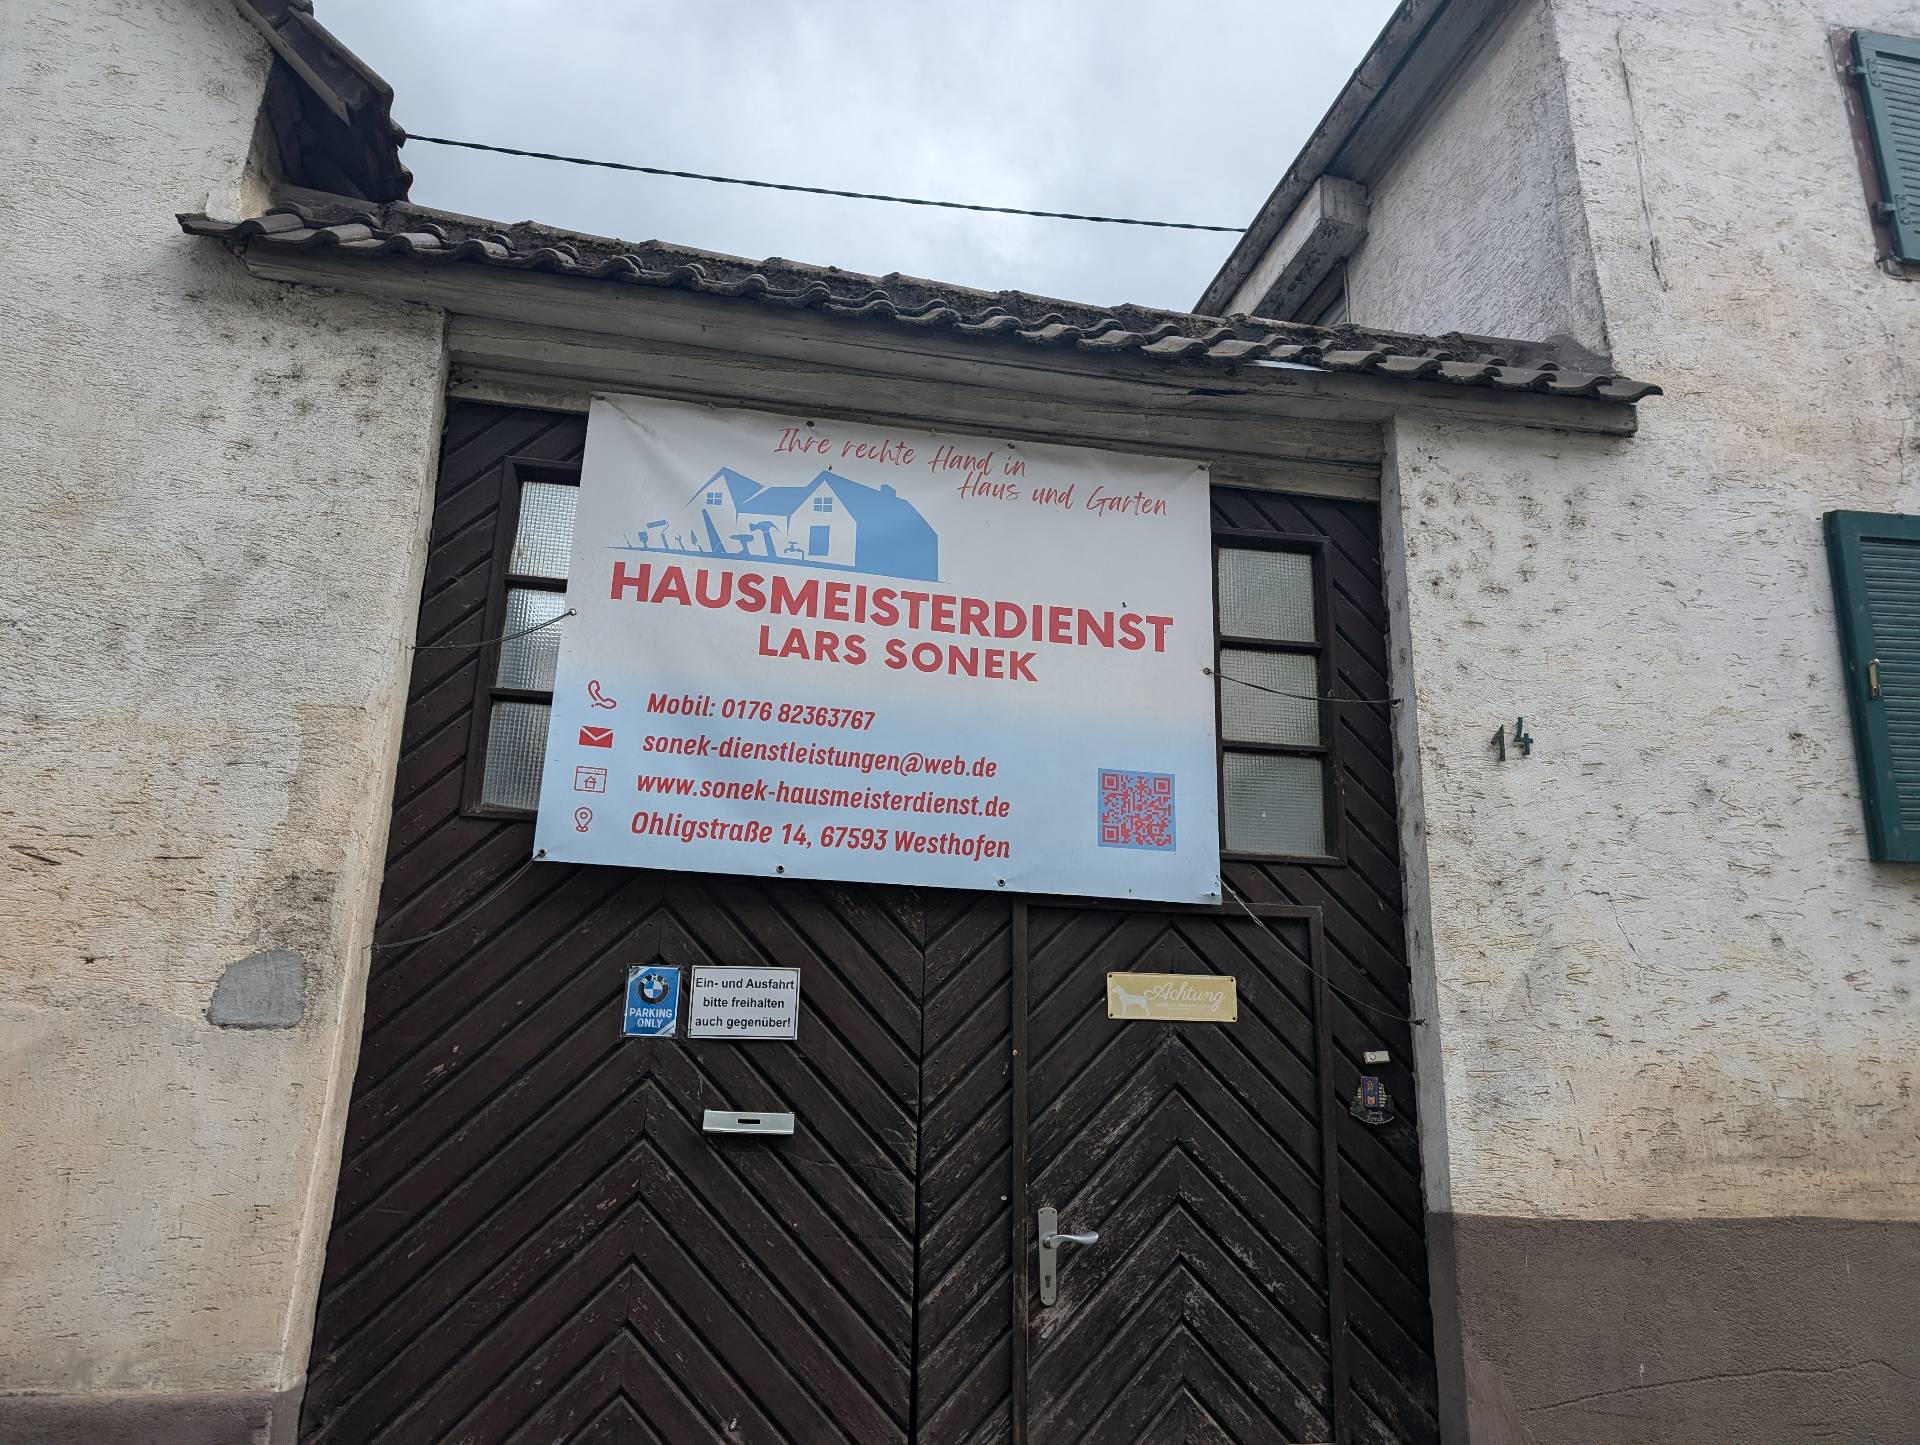 Ihre rechte Hand in
Haus und Garten
HAUSMEISTERDIENST
LARS SONEK
Mobil: 0176 82363767
sonek-dienstleistungen@web.de
www.sonek-hausmeisterdienst.de
Ohligstraße 14, 67593 Westhofen
14
BMW
PARKING
ONLY
Ein- und Ausfahrt
bitte freihalten
auch gegenüber!
Achtung